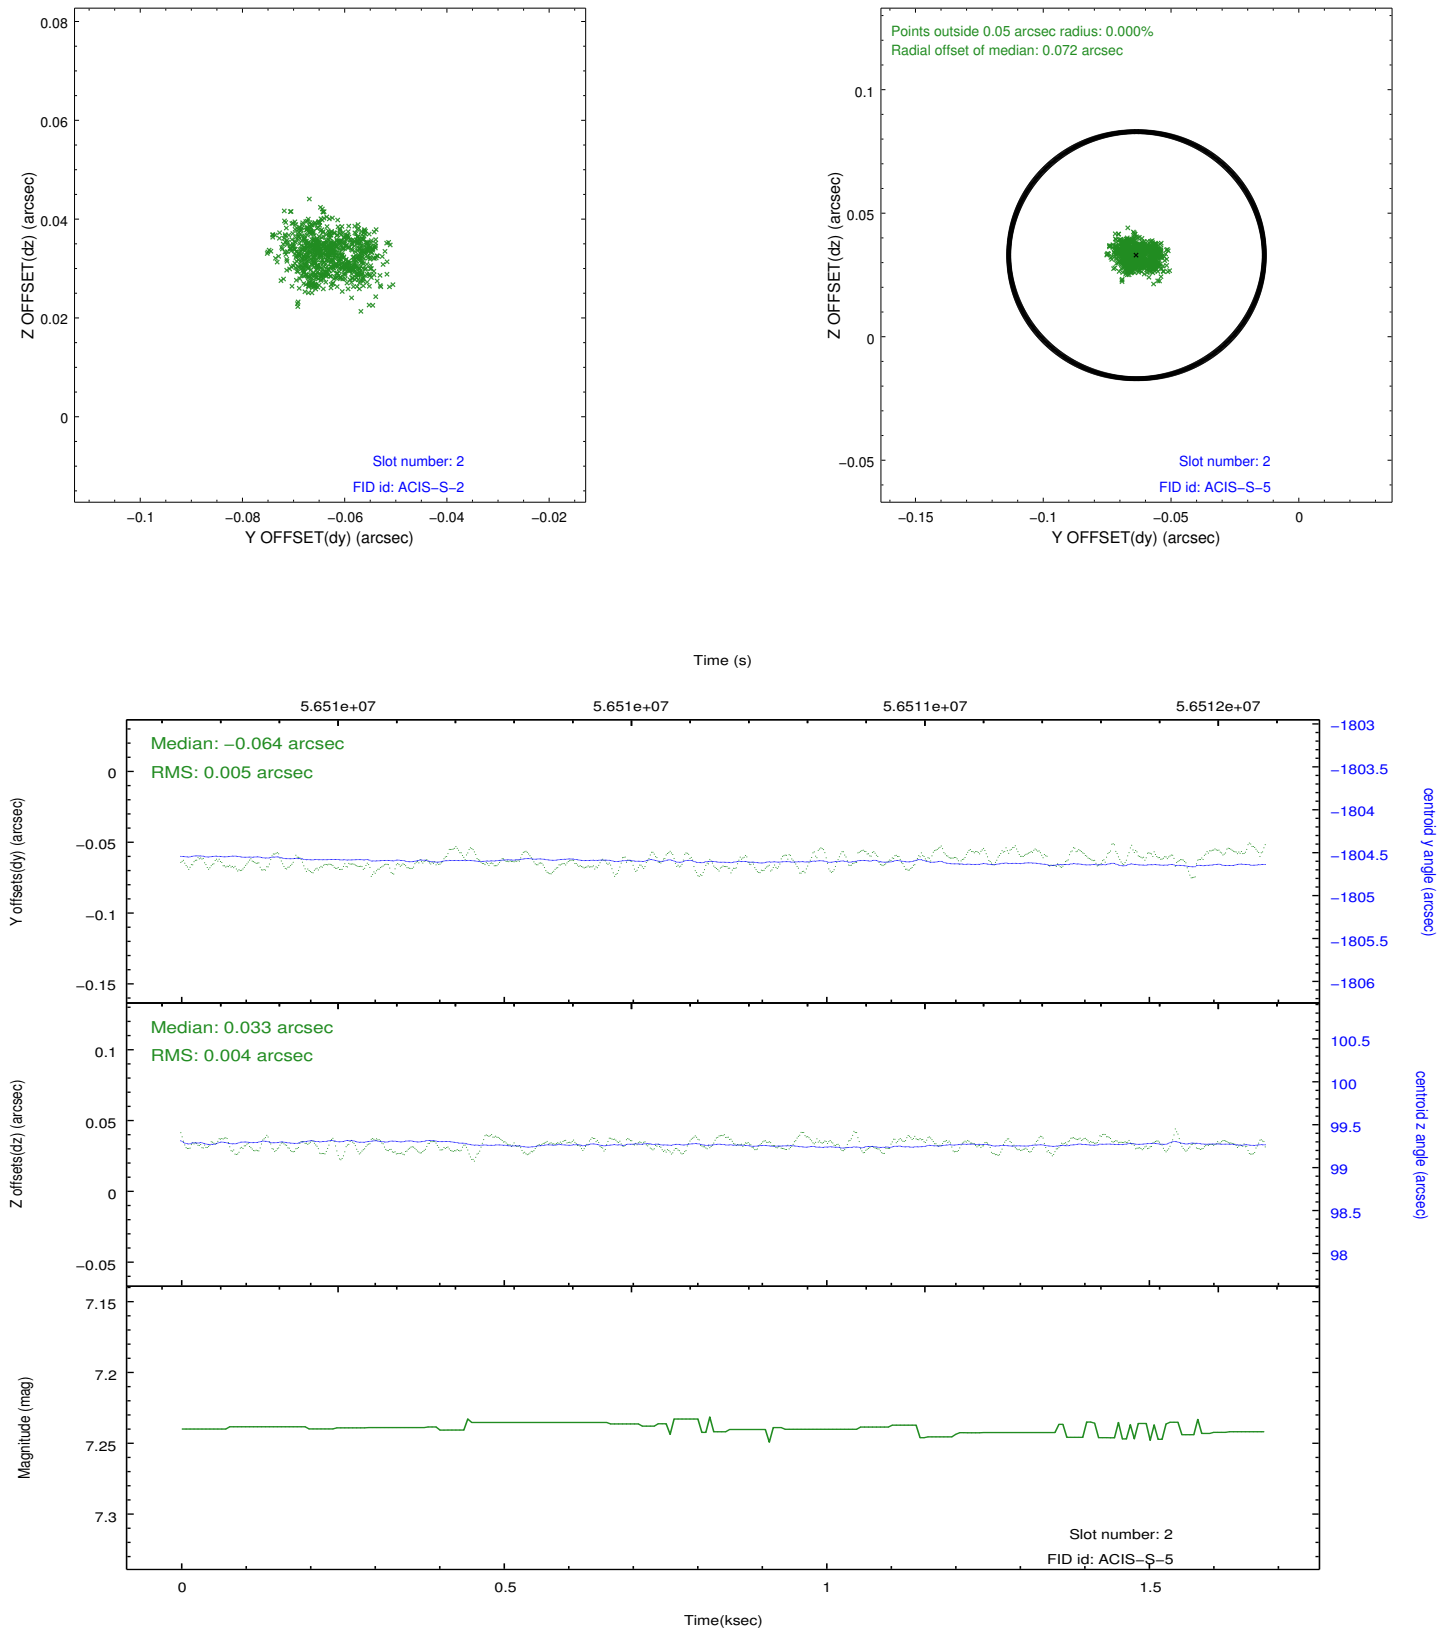 0.08
0.06
0.04
0.02
0
Z OFFSET(dz) (arcsec)
Slot number: 2
FID id: ACIS−S−2
−0.1
−0.08
−0.06
−0.04
−0.02
Y OFFSET(dy) (arcsec)
Points outside 0.05 arcsec radius: 0.000%
Radial offset of median: 0.072 arcsec
0.1
0.05
0
−0.05
Z OFFSET(dz) (arcsec)
Slot number: 2
FID id: ACIS−S−5
−0.15
−0.1
−0.05
0
Y OFFSET(dy) (arcsec)
Time (s)
5.651e+07
5.651e+07
5.6511e+07
5.6512e+07
Median: −0.064 arcsec
RMS: 0.005 arcsec
0
−0.05
−0.1
−0.15
Y offsets(dy) (arcsec)
−1803
−1803.5
−1804
−1804.5
−1805
−1805.5
−1806
centroid y angle (arcsec)
Median: 0.033 arcsec
RMS: 0.004 arcsec
0.1
0.05
0
−0.05
Z offsets(dz) (arcsec)
100.5
100
99.5
99
98.5
98
centroid z angle (arcsec)
7.15
7.2
7.25
7.3
Magnitude (mag)
Slot number: 2
FID id: ACIS−S−5
0
0.5
1
1.5
Time(ksec)